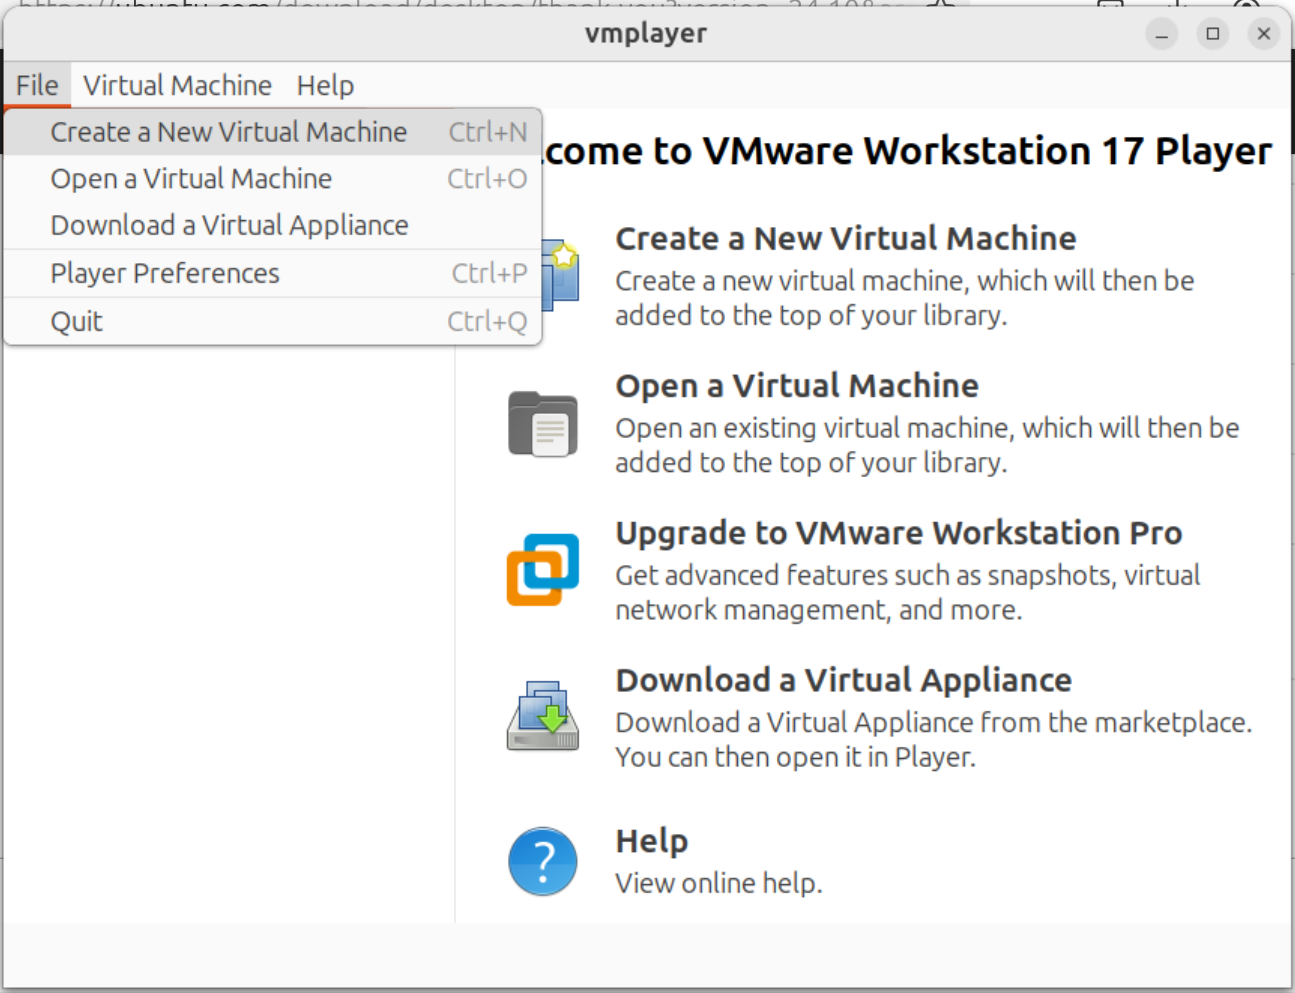 vmplayer
File Virtual Machine Help
Create a New Virtual Machine Ctrl+N
Open a Virtual Machine Ctrl+O
Download a Virtual Appliance
Player Preferences Ctrl+P
Quit Ctrl+Q
come to VMware Workstation 17 Player
Create a New Virtual Machine
Create a new virtual machine, which will then be
added to the top of your library.
Open a Virtual Machine
Open an existing virtual machine, which will then be
added to the top of your library.
Upgrade to VMware Workstation Pro
Get advanced features such as snapshots, virtual
network management, and more.
Download a Virtual Appliance
Download a Virtual Appliance from the marketplace.
You can then open it in Player.
?
Help
View online help.